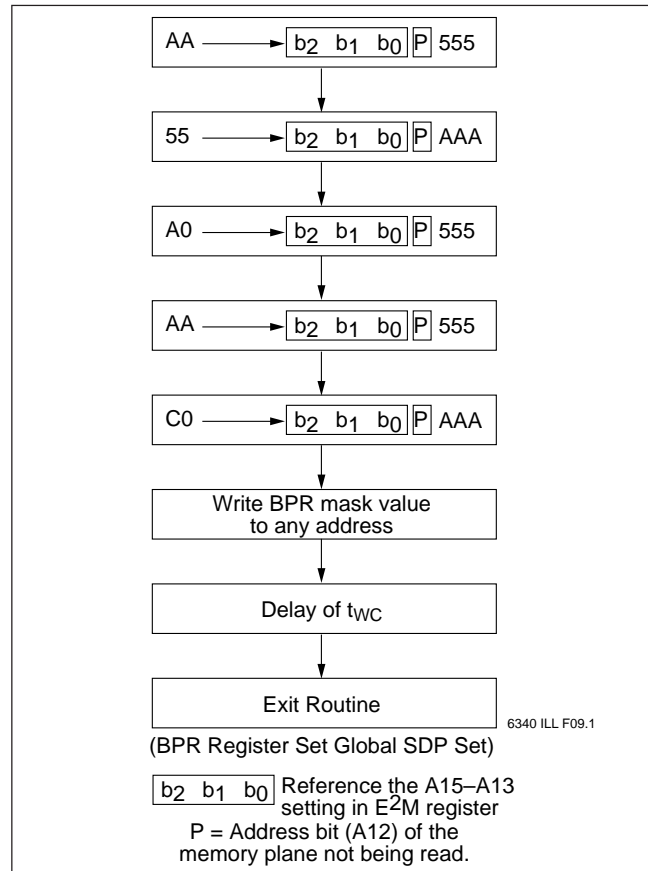 AA b2 b1 b0 P 555
55 b2 b1 b0 P AAA
A0 b2 b1 b0 P 555
AA b2 b1 b0 P 555
C0 b2 b1 b0 P AAA
Write BPR mask value
to any address
Delay of tWC
Exit Routine
6340 ILL F09.1
(BPR Register Set Global SDP Set)
b2 b1 b0 Reference the A15–A13
setting in E2M register
P = Address bit (A12) of the
memory plane not being read.